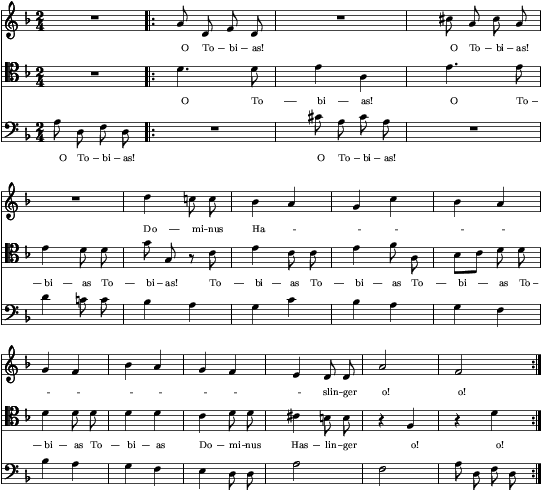 O To – bi – as! O To – bi – as!
O To — bi — as! O To –
O To – bi – as! O To – bi – as!
Do — mi – nus Ha - - - - - -
– bi — as To – bi – as! To – bi — as To – bi — as To – bi – as To –
- - - - - - - slin – ger o! o!
– bi – as To – bi — as Do – mi – nus Has – lin – ger o! o!